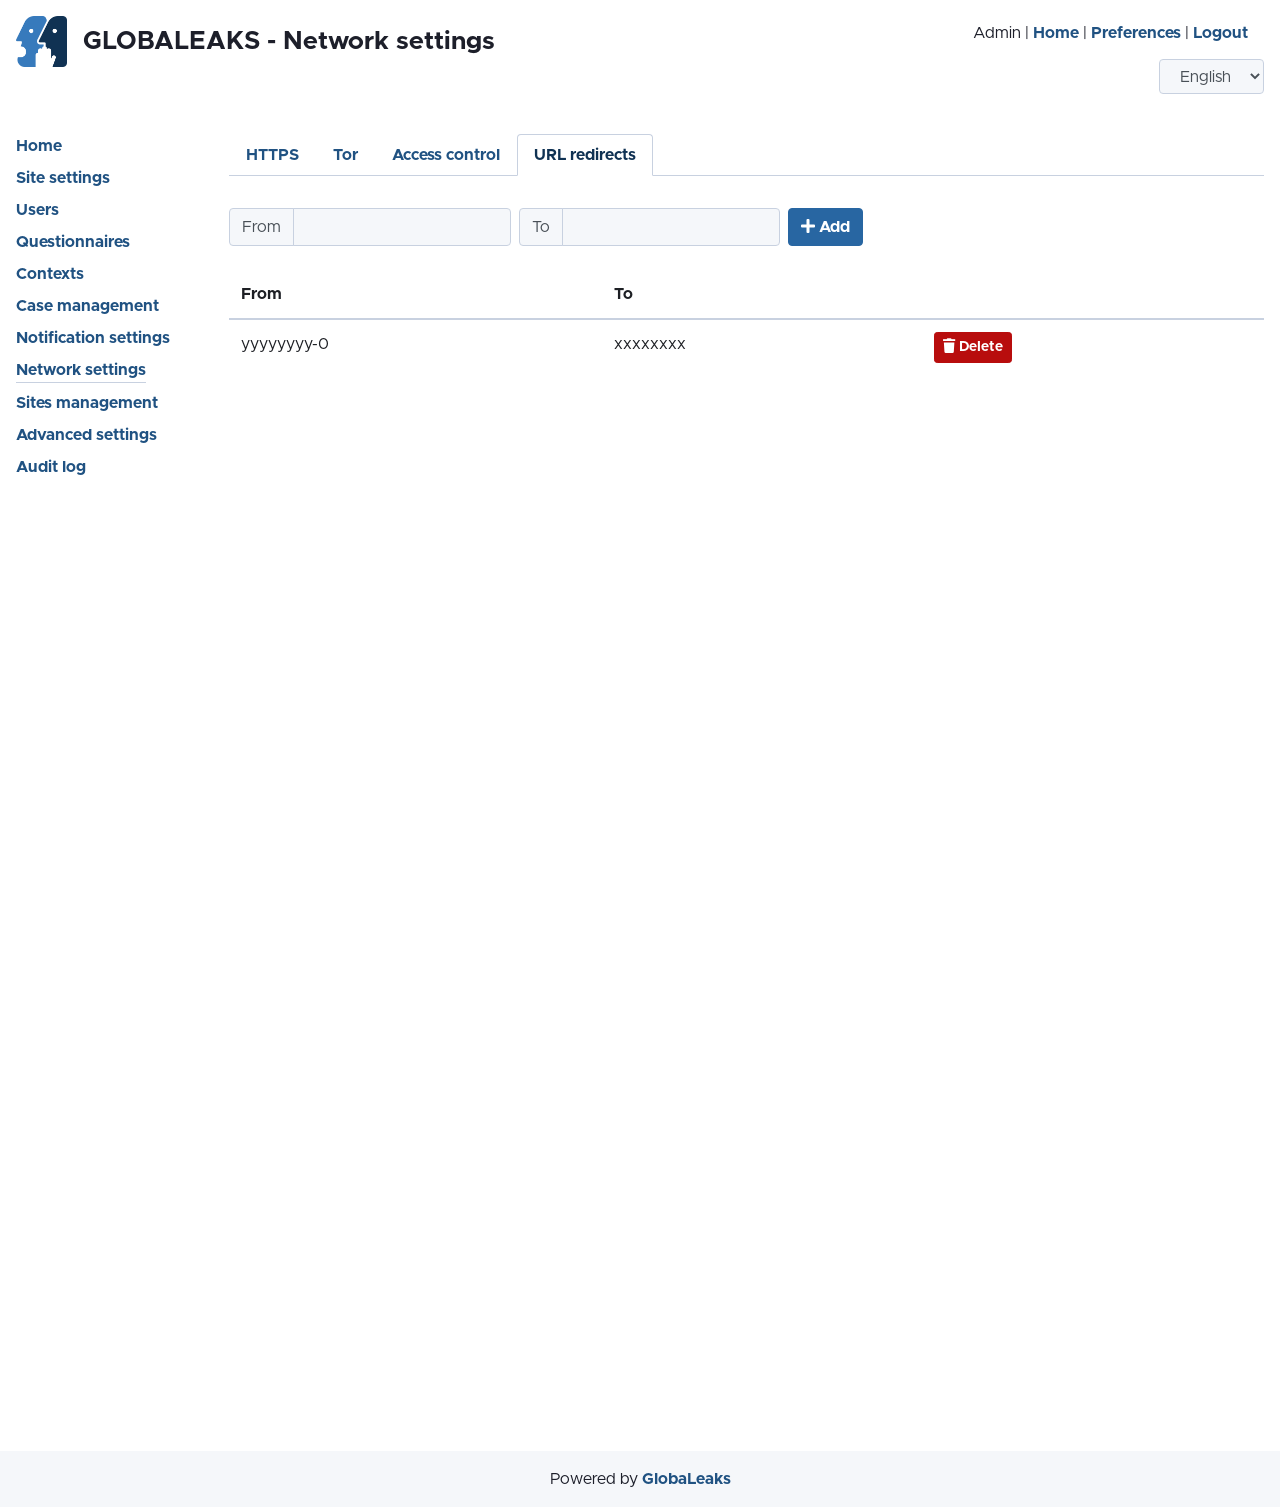 GLOBALEAKS - Network settings
Admin | Home | Preferences | Logout
English
Home
Site settings
Users
Questionnaires
Contexts
Case management
Notification settings
Network settings
Sites management
Advanced settings
Audit log
HTTPS Tor Access control URL redirects
From To Add
From To
yyyyyyyy-0 xxxxxxxx Delete
Powered by GlobaLeaks